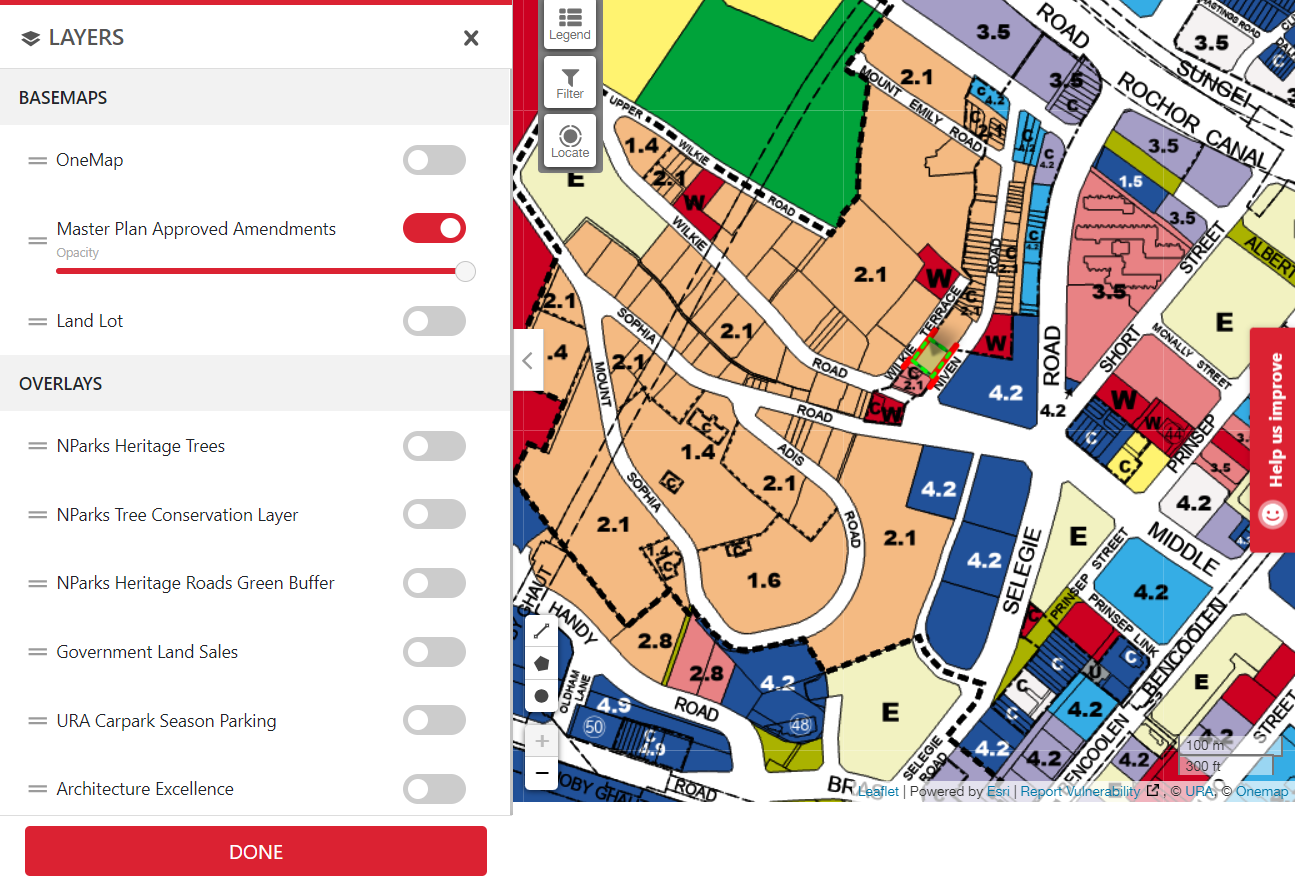 LAYERS
BASEMAPS
OneMap
Master Plan Approved Amendments
Opacity
Land Lot
OVERLAYS
NParks Heritage Trees
NParks Tree Conservation Layer
NParks Heritage Roads Green Buffer
Government Land Sales
URA Carpark Season Parking
Architecture Excellence
DONE
Legend
Filter
Locate
Help us improve
ROAD
HASTINGS ROAD
3.5
3.5
SUNGEI
C
2.1
3.5
C
ROCHOR CANAL
MOUNT EMILY ROAD
C
4.2
C
2.1
C
4.2
C
4.2
3.5
1.5
3.5
UPPER WILKIE ROAD
1.4
2.1
W
E
WILKIE
ROAD
STREET
ALBERT
2.1
W
ROAD
C
2.1
C
C
2.1
3.5
E
2.1
SOPHIA
2.1
WILKIE TERRACE
W
ROAD
SHORT
MCNALLY STREET
.4
2.1
MOUNT
ROAD
C
2.1
NIVEN
4.2
4.2
W
W
44
C
W
ROAD
C
C
PRINSEP
3.
3.5
C
1.4
ADIS
C
2.1
4.2
4.2
SOPHIA
2.1
ROAD
2.1
4.2
SELEGIE
E
MIDDLE
STREET
1.4
C
C
1.6
4.2
PRINSEP
PRINSEP LINK
HANDY
2.8
2.8
4.2
C
C
C
U
BENCOOLEN
E
OLDHAM LANE
4.9
ROAD
50
C
4.9
48
E
C
4.2
4.2
4.2
4.2
4.2
STREET
SELEGIE ROAD
BENCOOLEN
ROAD
BRAS
100 m
300 ft
Leaflet | Powered by Esri | Report Vulnerability , © URA, © Onemap